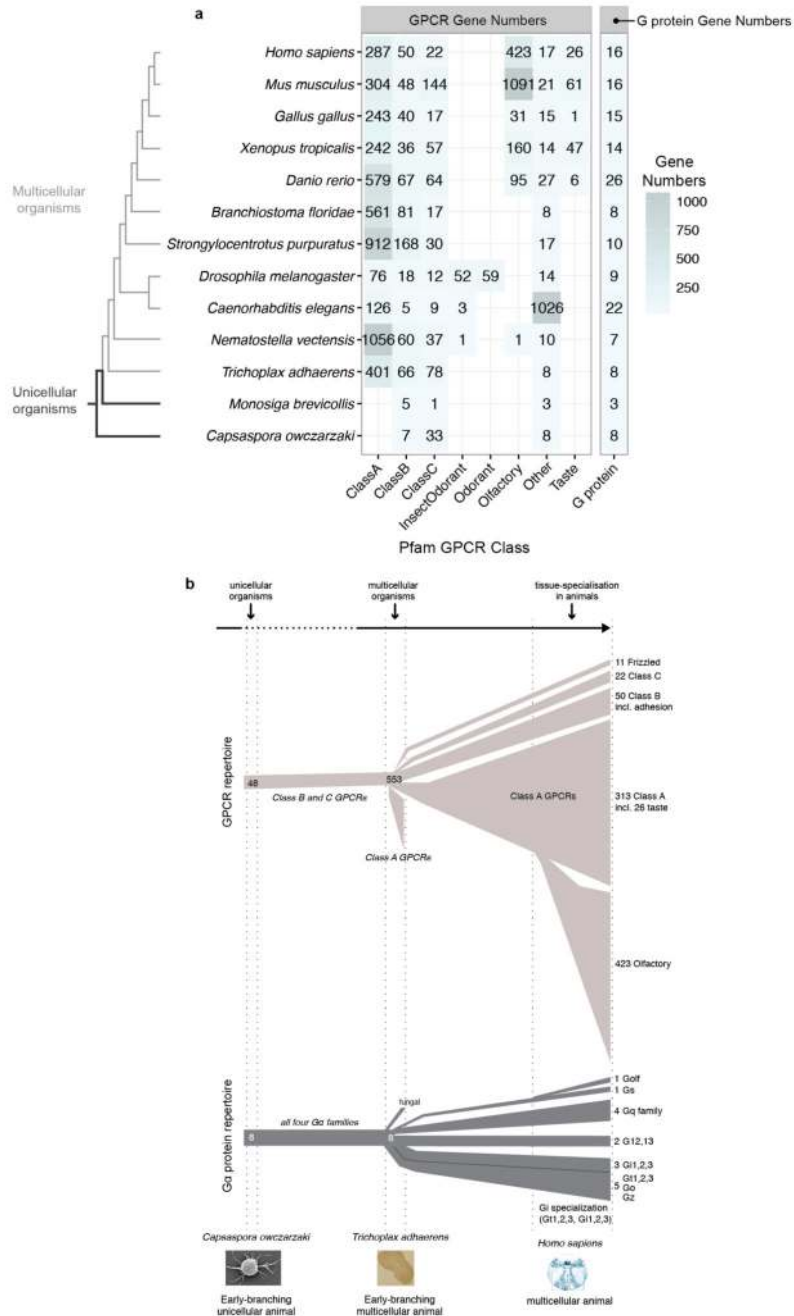 a
GPCR Gene Numbers
G protein Gene Numbers
Homo sapiens 287 50 22 423 17 26 16
Mus musculus 304 48 144 1091 21 61 16
Gallus gallus 243 40 17 31 15 1 15
Xenopus tropicalis 242 36 57 160 14 47 14
Danio rerio 579 67 64 95 27 6 26
Branchiostoma floridae 561 81 17 8 8
Strongylocentrotus purpuratus 912 168 30 17 10
Drosophila melanogaster 76 18 12 52 59 14 9
Caenorhabditis elegans 126 5 9 3 1026 22
Nematostella vectensis 1056 60 37 1 1 10 7
Trichoplax adhaerens 401 66 78 8 8
Monosiga brevicollis 5 1 3 3
Capsaspora owczarzaki 7 33 8 8
Multicellular
organisms
Unicellular
organisms
Gene
Numbers
1000
750
500
250
ClassA
ClassB
ClassC
InsectOdorant
Odorant
Olfactory
Other
Taste
G protein
Pfam GPCR Class
b
unicellular
organisms
multicellular
organisms
tissue-specialisation
in animals
GPCR repertoire
48
Class B and C GPCRs
553
Class A GPCRs
Class A GPCRs
11 Frizzled
22 Class C
50 Class B
incl. adhesion
313 Class A
incl. 26 taste
423 Olfactory
Gα protein repertoire
8
all four Gα families
8
fungal
1 Golf
1 Gs
4 Gq family
2 G12,13
3 Gi1,2,3
Gt1,2,3
5 Go
Gz
Gi specialization
(Gt1,2,3, Gi1,2,3)
Capsaspora owczarzaki
Trichoplax adhaerens
Homo sapiens
Early-branching
unicellular animal
Early-branching
multicellular animal
multicellular animal